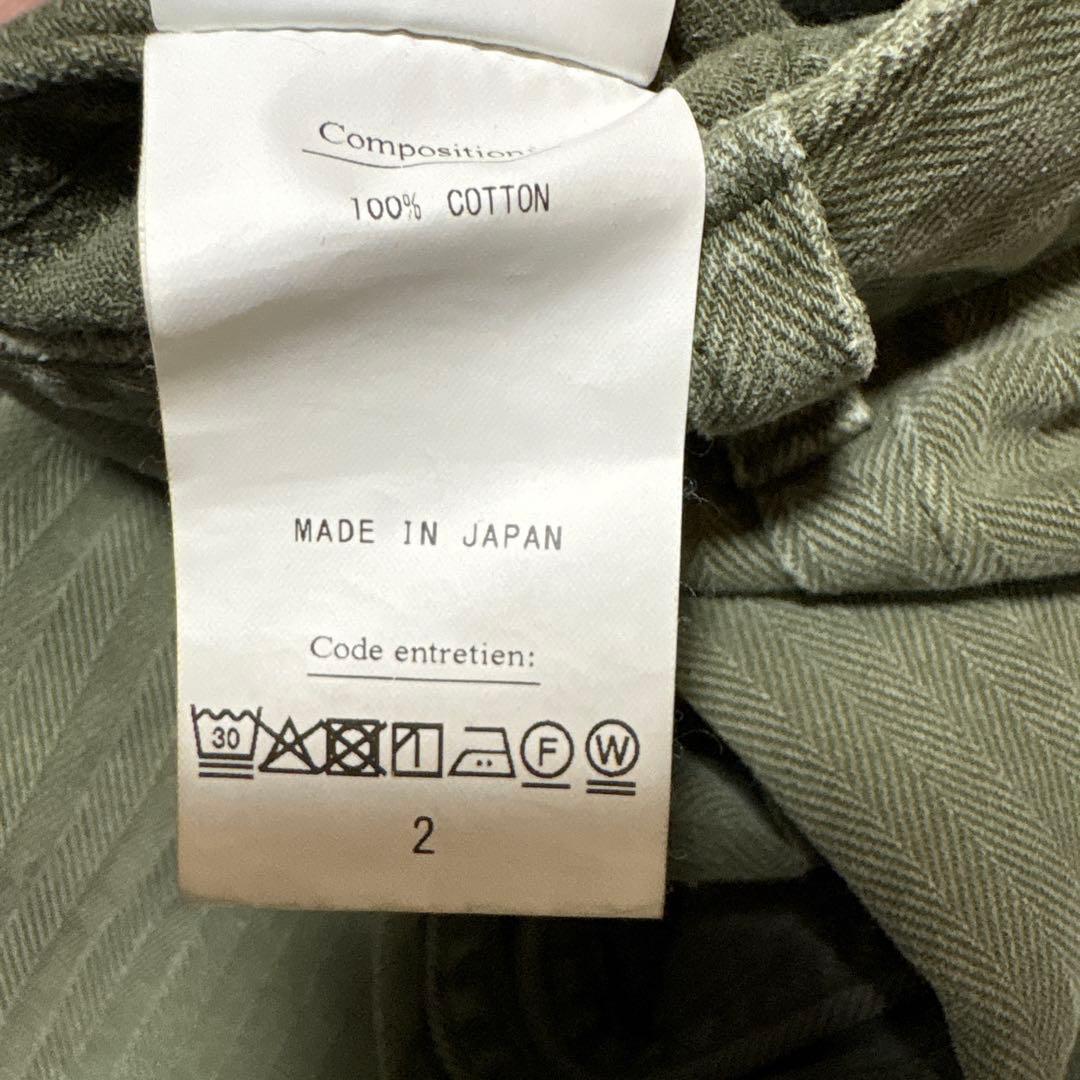 Composition:
100% COTTON
MADE IN JAPAN
Code entretien:
30 F W
2